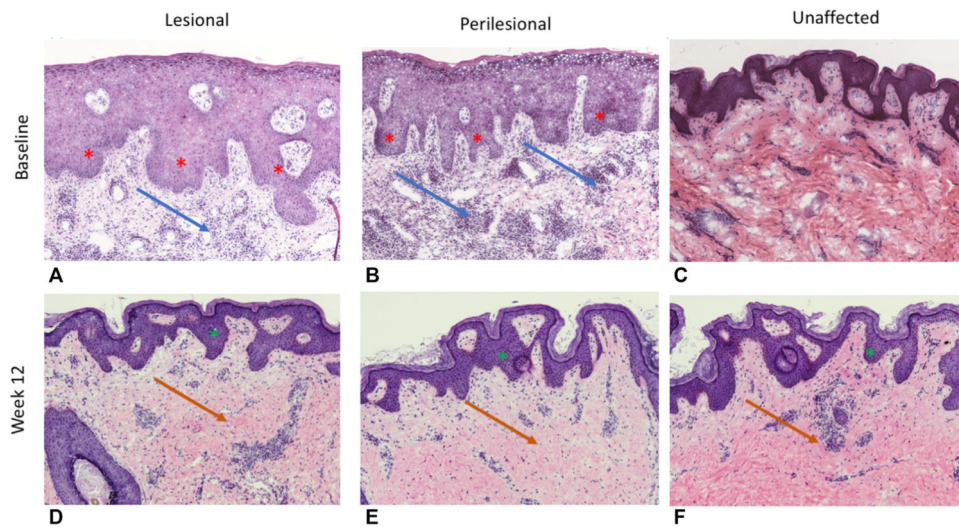 Lesional
Perilesional
Unaffected
Baseline
* * *
* * *
A
B
C
Week 12
*
*
*
D
E
F